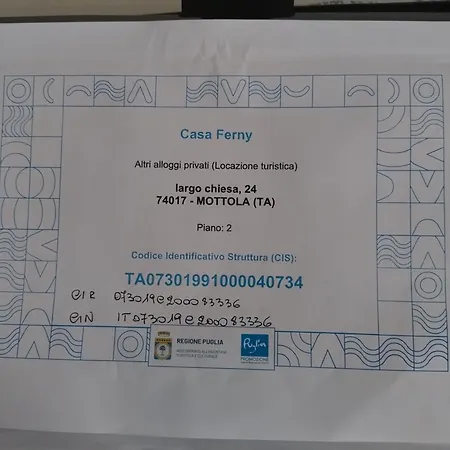 Casa Ferny
Altri alloggi privati (Locazione turistica)
largo chiesa, 24
74017 - MOTTOLA (TA)
Piano: 2
Codice Identificativo Struttura (CIS):
TA07301991000040734
CIR 073019C200083336
CIN IT073019C200083336
REGIONE PUGLIA
Puglia
PROMOZIONE